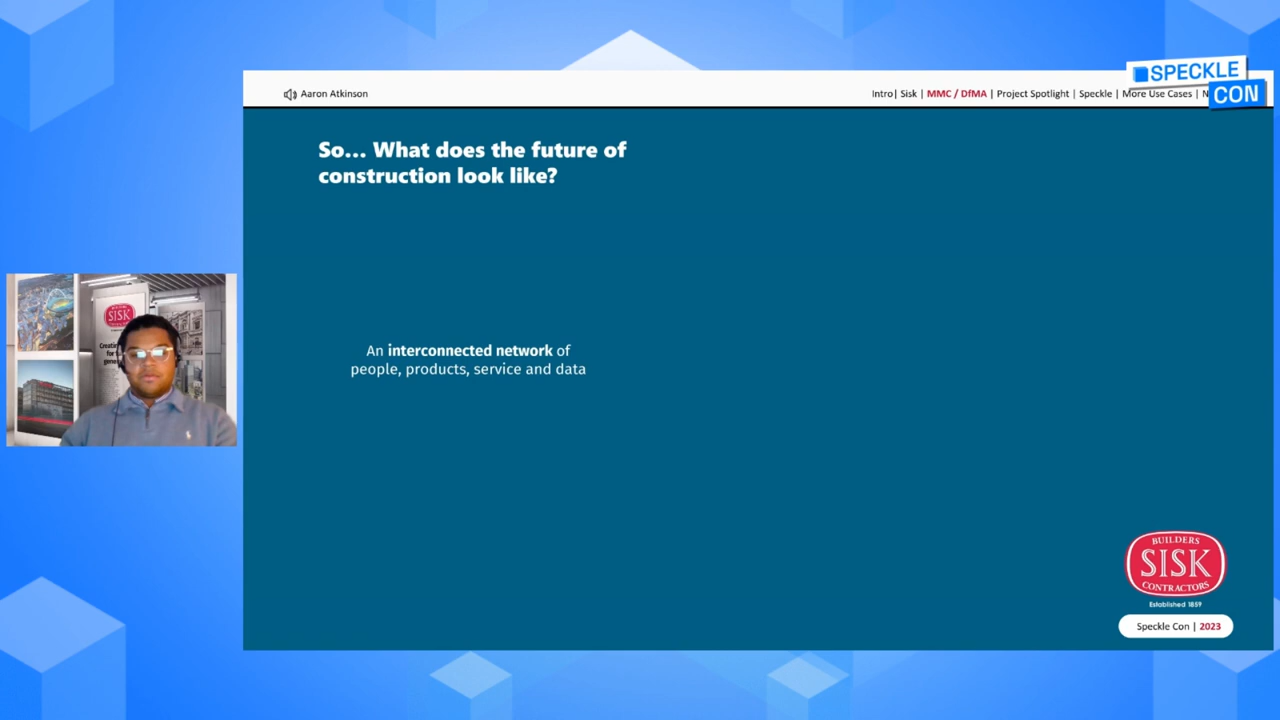 SPECKLE
CON
Aaron Atkinson
Intro| Sisk | MMC / DfMA | Project Spotlight | Speckle | More Use Cases | N
So... What does the future of
construction look like?
SISK
An interconnected network of
people, products, service and data
BUILDERS
SISK
CONTRACTORS
Established 1859
Speckle Con | 2023